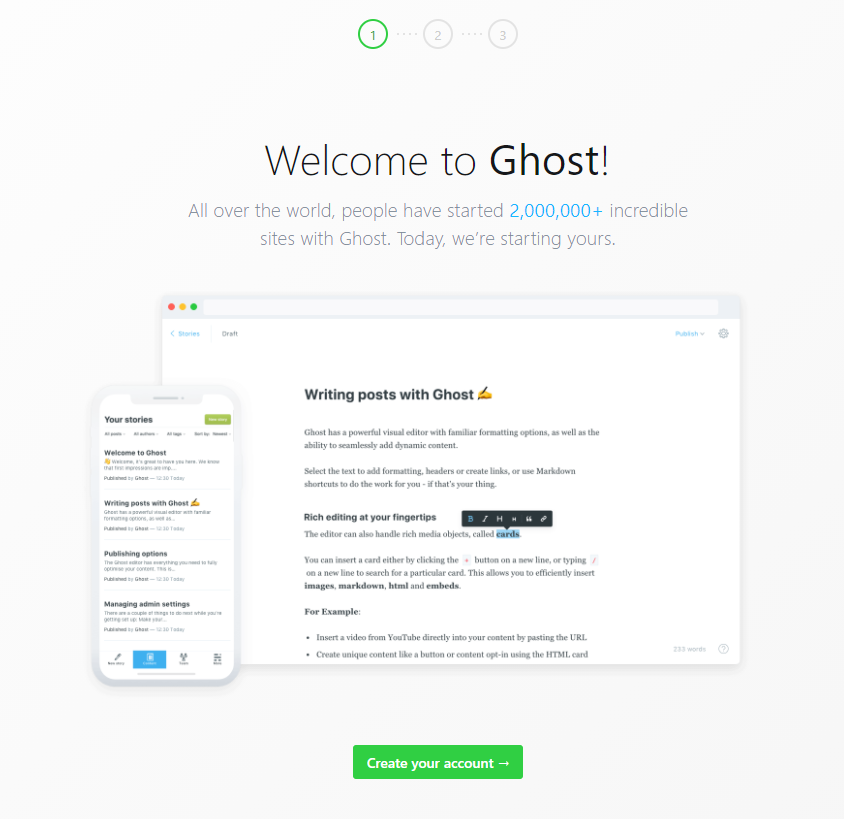 1 2 3
Welcome to Ghost!
All over the world, people have started 2,000,000+ incredible
sites with Ghost. Today, we’re starting yours.
Stories Draft Publish
Writing posts with Ghost ✍️
Ghost has a powerful visual editor with familiar formatting options, as well as the
ability to seamlessly add dynamic content.
Select the text to add formatting, headers or create links, or use Markdown
shortcuts to do the work for you - if that's your thing.
Rich editing at your fingertips
B I H H
The editor can also handle rich media objects, called cards.
You can insert a card either by clicking the + button on a new line, or typing /
on a new line to search for a particular card. This allows you to efficiently insert
images, markdown, html and embeds.
For Example:
• Insert a video from YouTube directly into your content by pasting the URL
• Create unique content like a button or content opt-in using the HTML card
233 words ?
Your stories
All posts All authors All tags Sort by: Newest
Welcome to Ghost
👋 Welcome, it's great to have you here. We know
that first impressions are imp...
Published by Ghost — 12:30 Today
Writing posts with Ghost ✍️
Ghost has a powerful visual editor with familiar
formatting options, as well as...
Published by Ghost — 12:30 Today
Publishing options
The Ghost editor has everything you need to fully
optimise your content. This is...
Published by Ghost — 12:30 Today
Managing admin settings
There are a couple of things to do next while you're
getting set up. Make your...
Published by Ghost — 12:30 Today
Create your account →